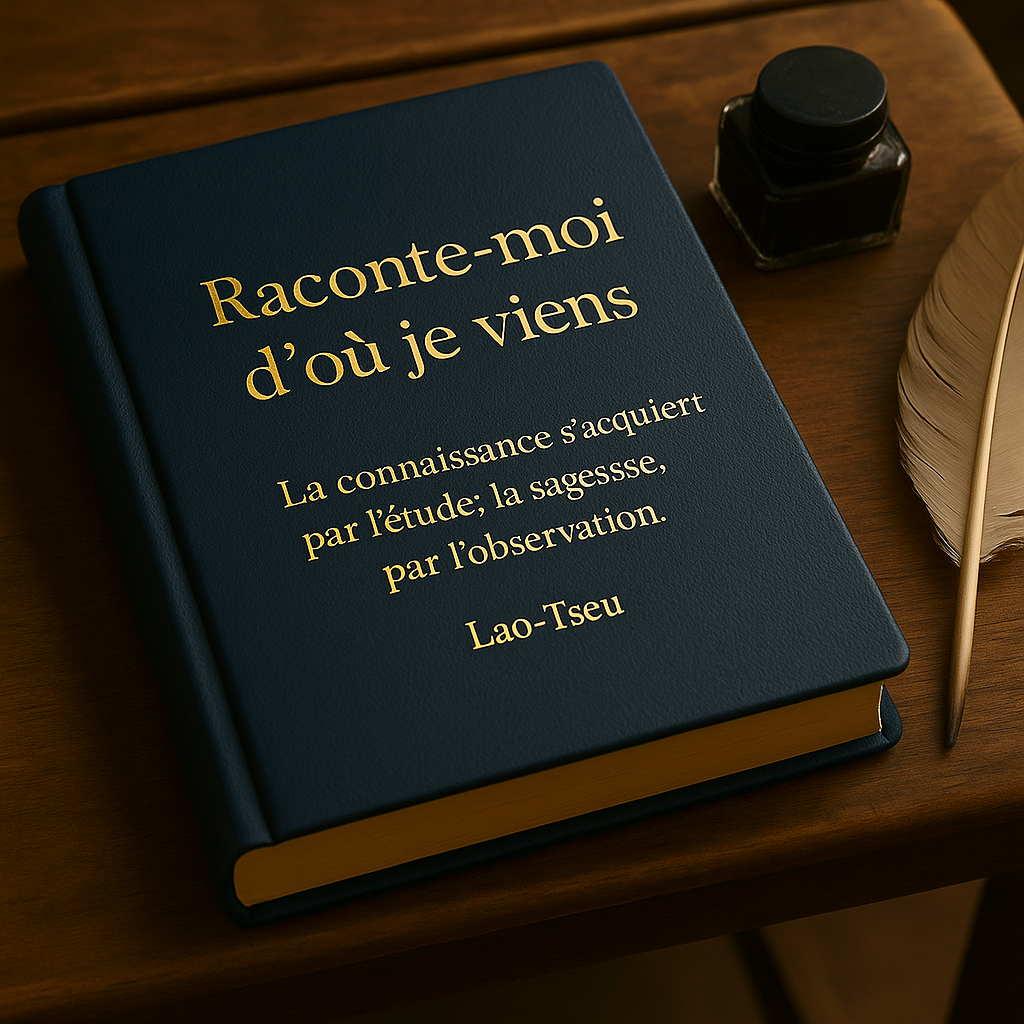 Raconte-moi
d'où je viens
La connaissance s'acquiert
par l'étude; la sagessse,
par l'observation.
Lao-Tseu